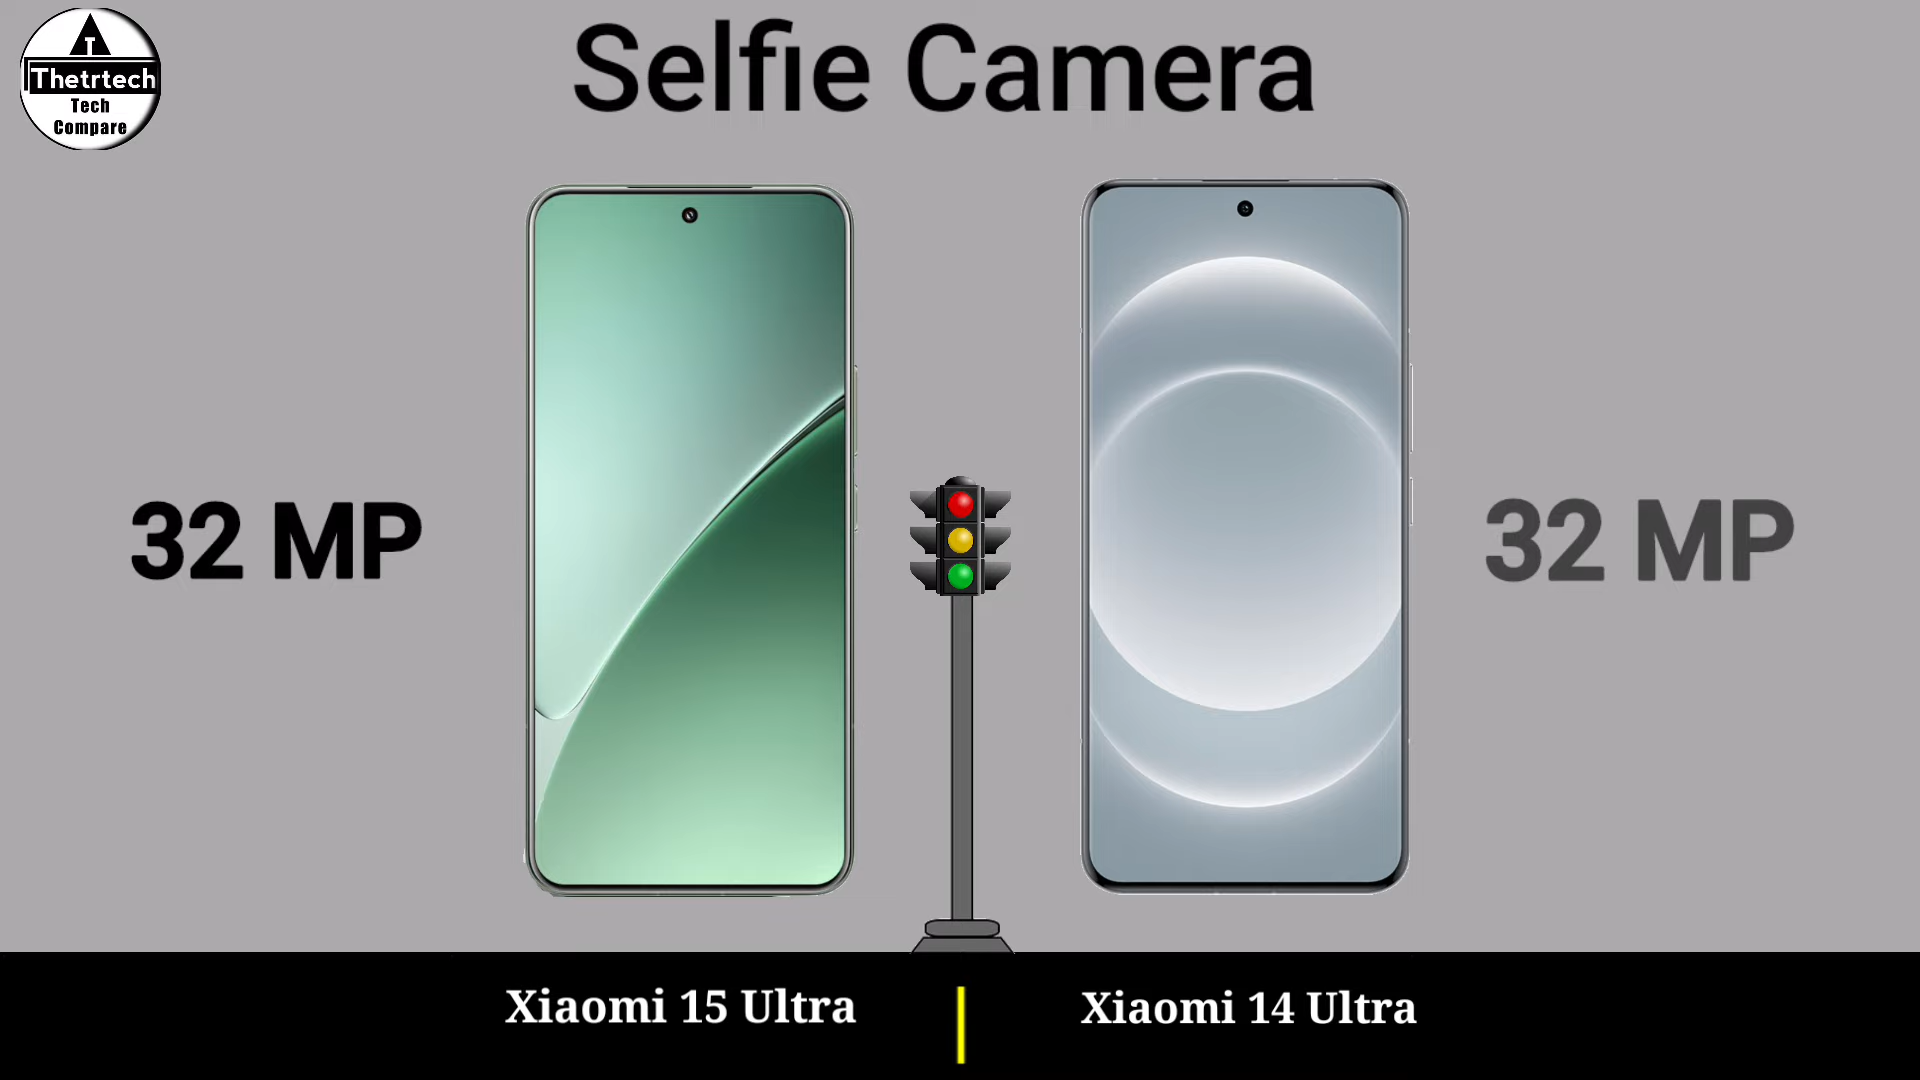 T
Thetrtech
Tech
Compare
Selfie Camera
32 MP
32 MP
Xiaomi 15 Ultra
Xiaomi 14 Ultra